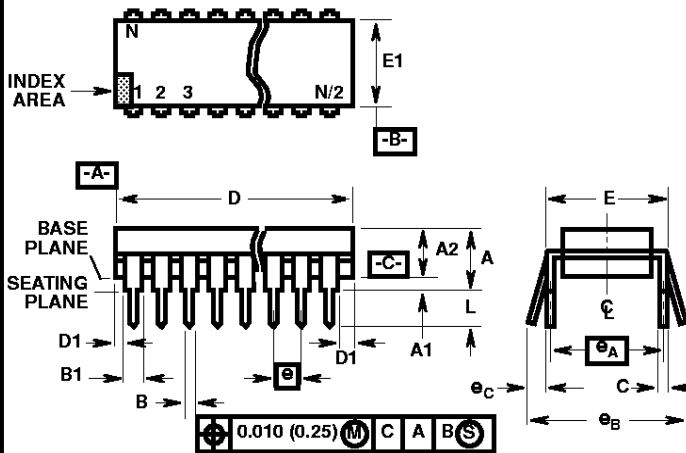 N
E1
INDEX
AREA
1 2 3 N/2
-B-
-A-
D
E
BASE
PLANE
A2
A
-C-
SEATING
PLANE
L
C L
D1
A1
D1
eA
B1
e
eC
C
B
eB
0.010 (0.25) M C A B S